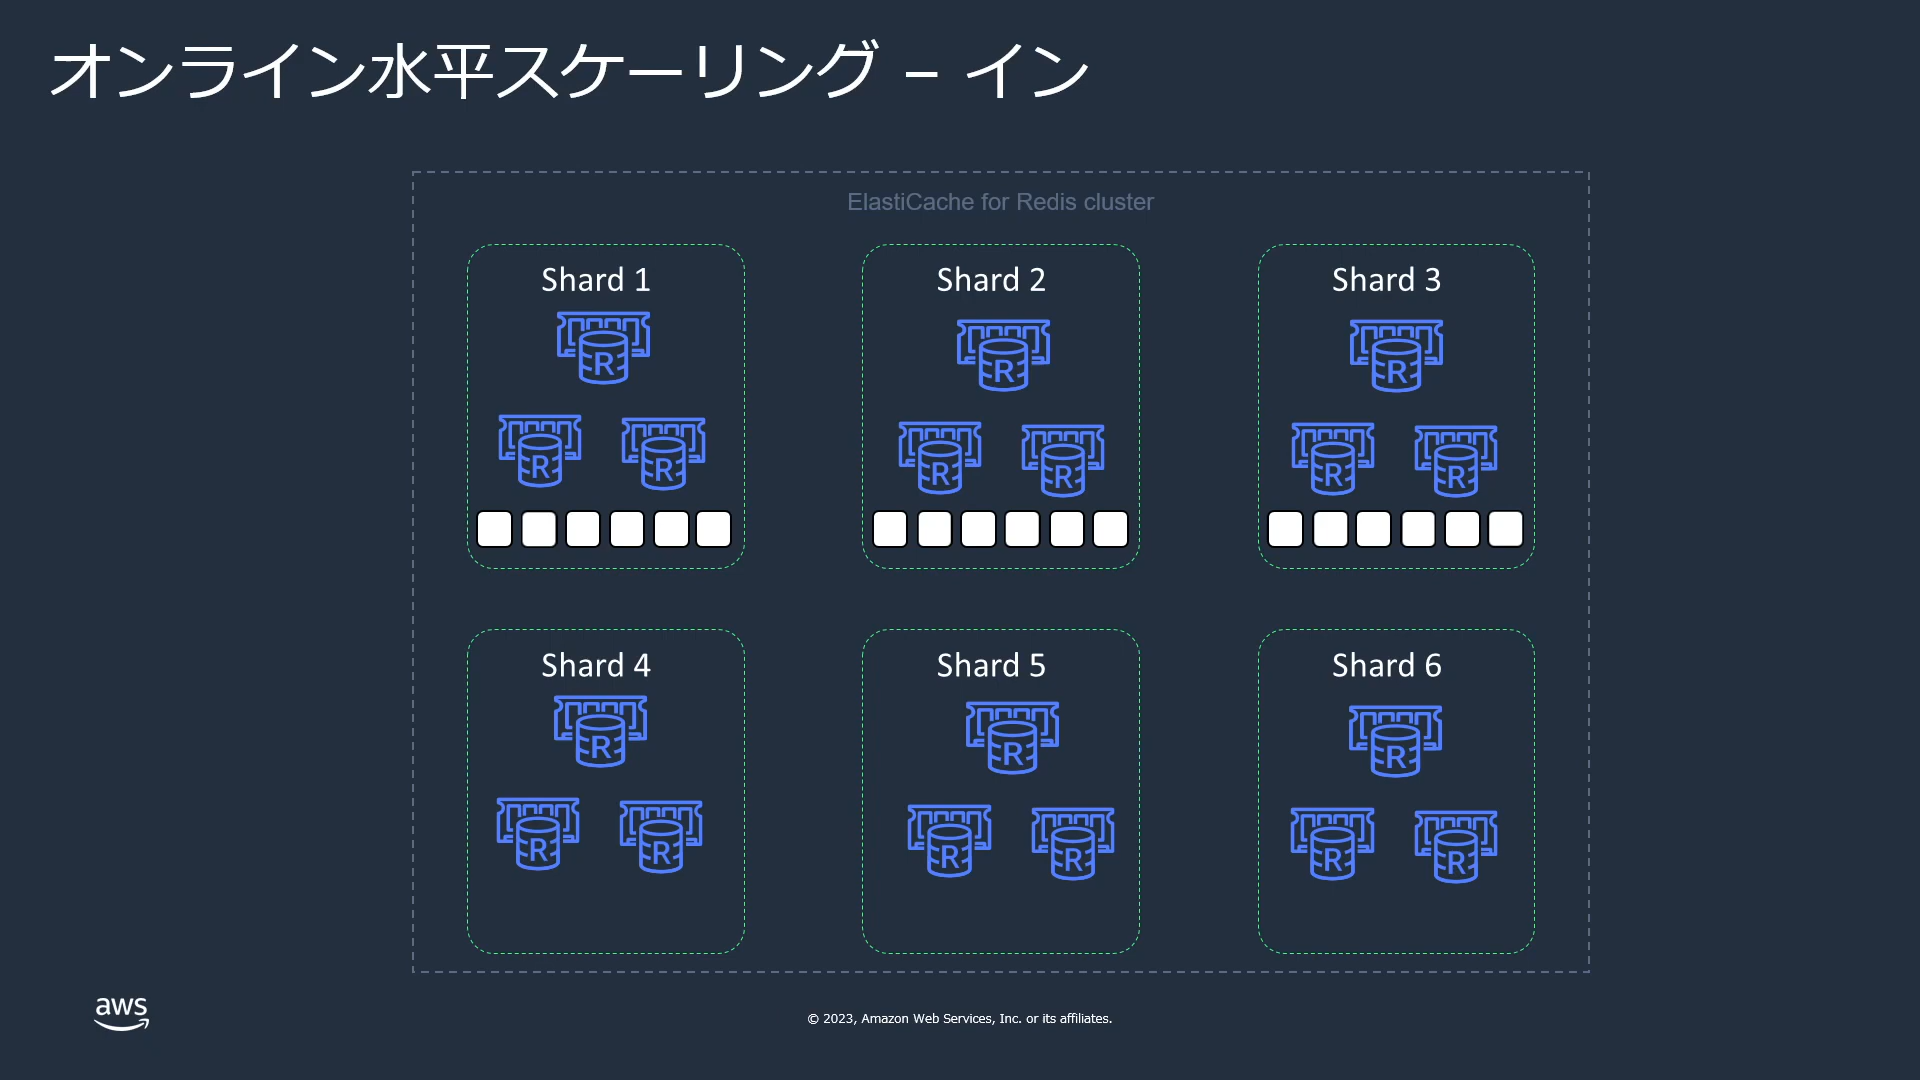 オンライン水平スケーリング – イン
ElastiCache for Redis cluster
Shard 1
Shard 2
Shard 3
R
R
R
R
R
R
R
R
R
Shard 4
Shard 5
Shard 6
R
R
R
R
R
R
R
R
R
aws
© 2023, Amazon Web Services, Inc. or its affiliates.